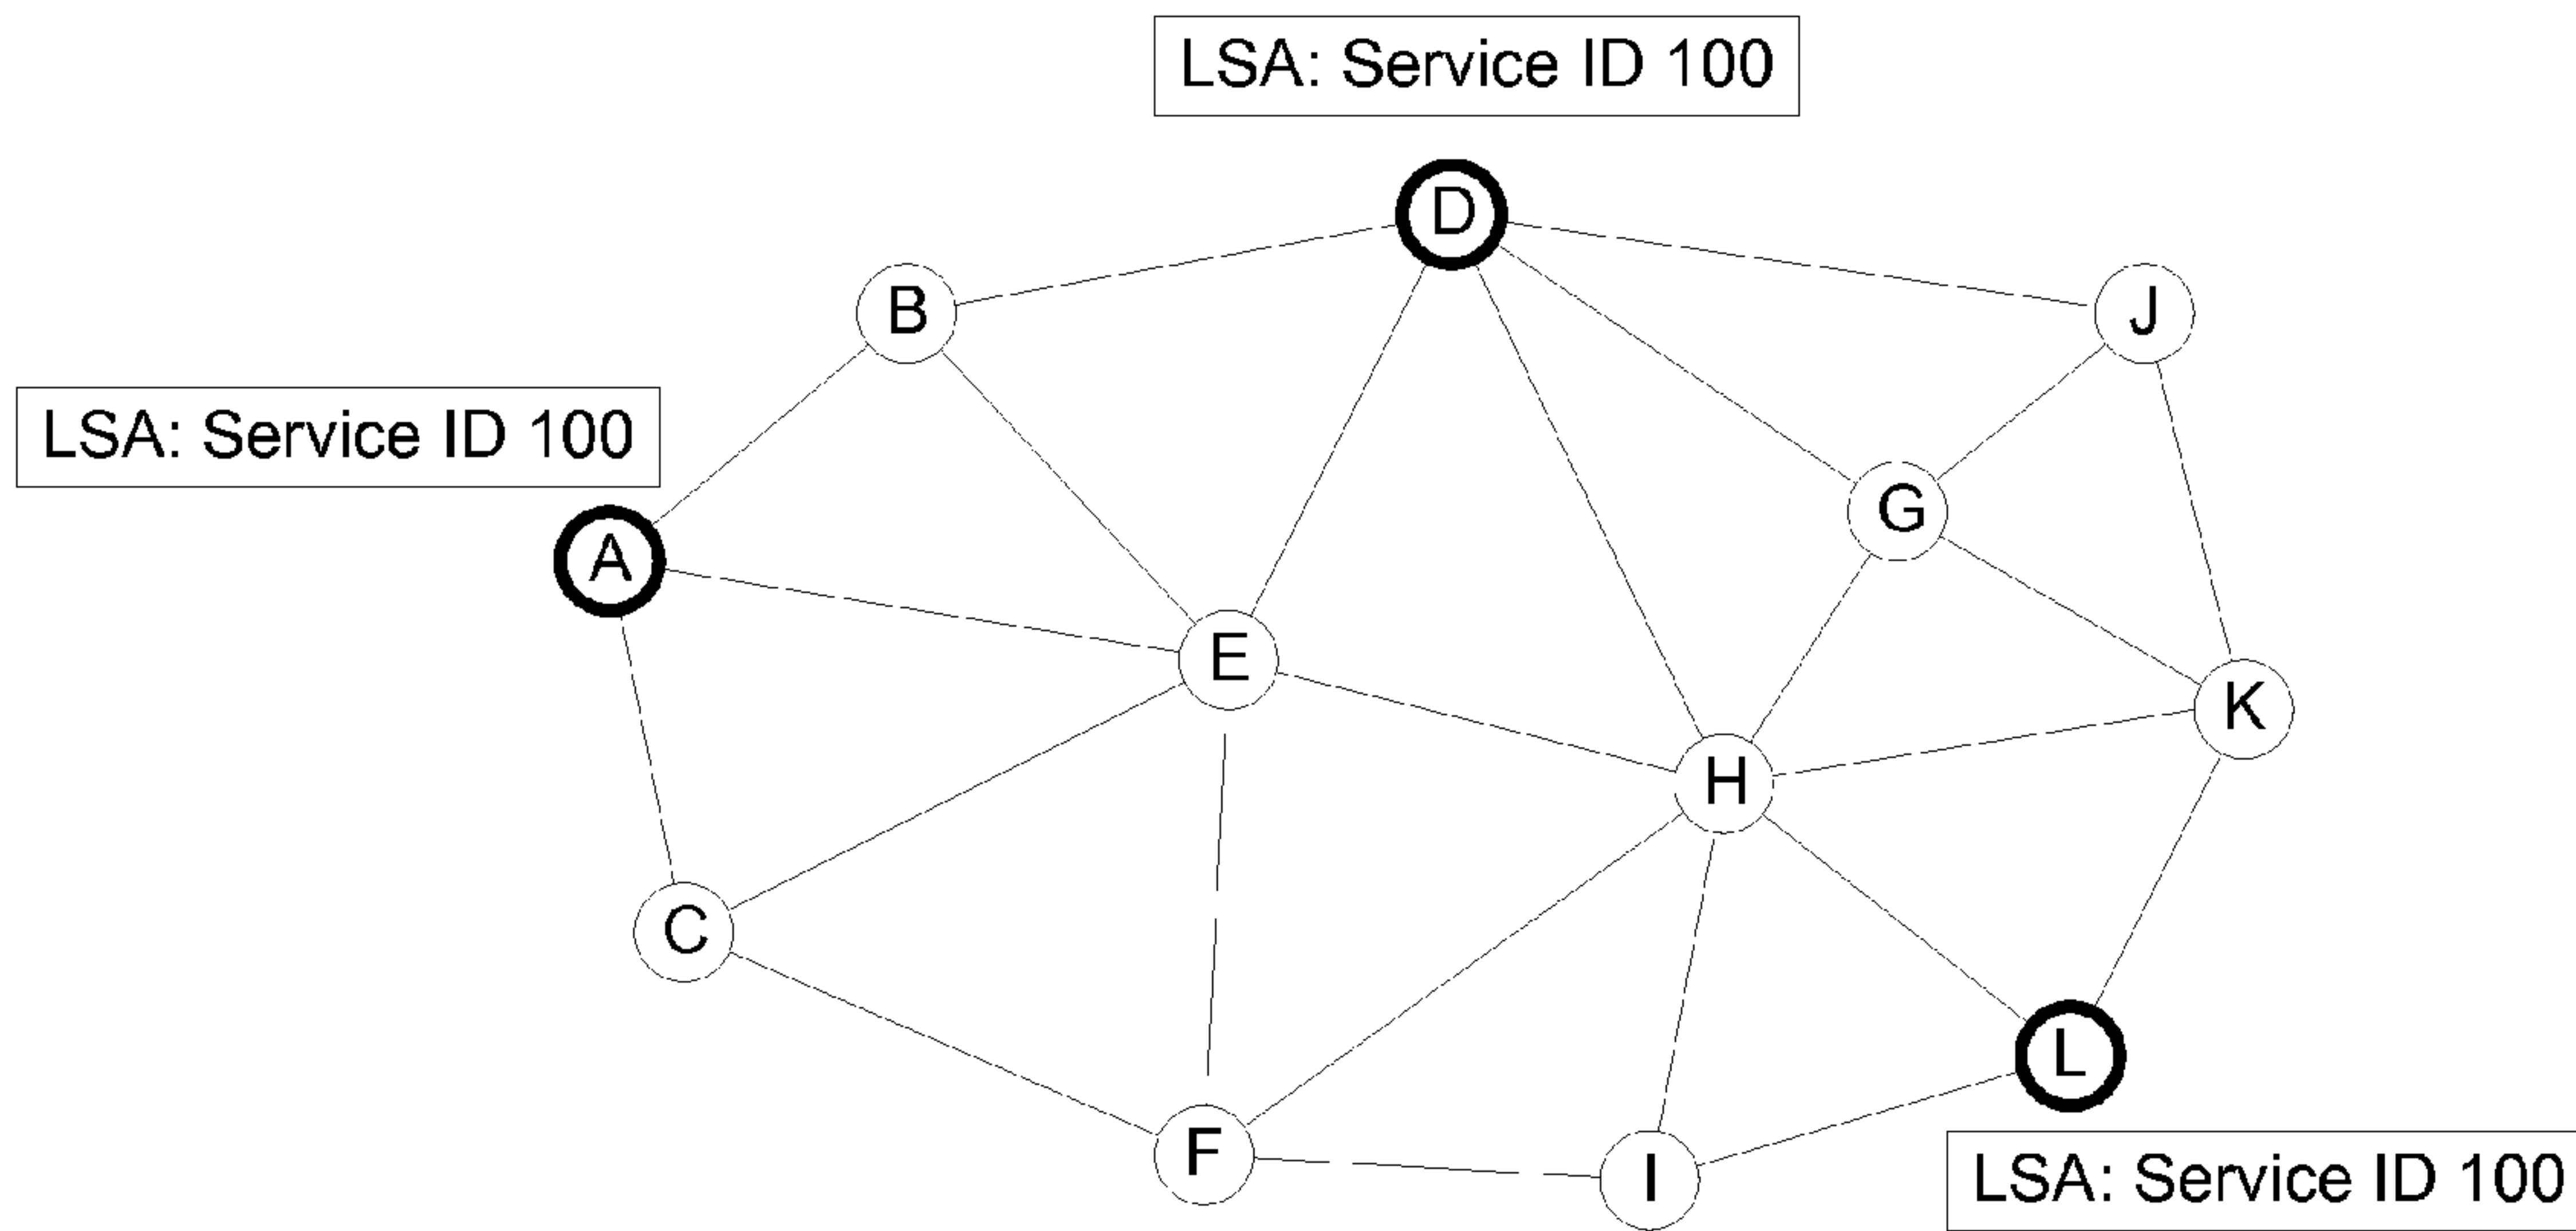 LSA: Service ID 100
D
B
J
LSA: Service ID 100
G
A
E
K
H
C
L
F
I
LSA: Service ID 100